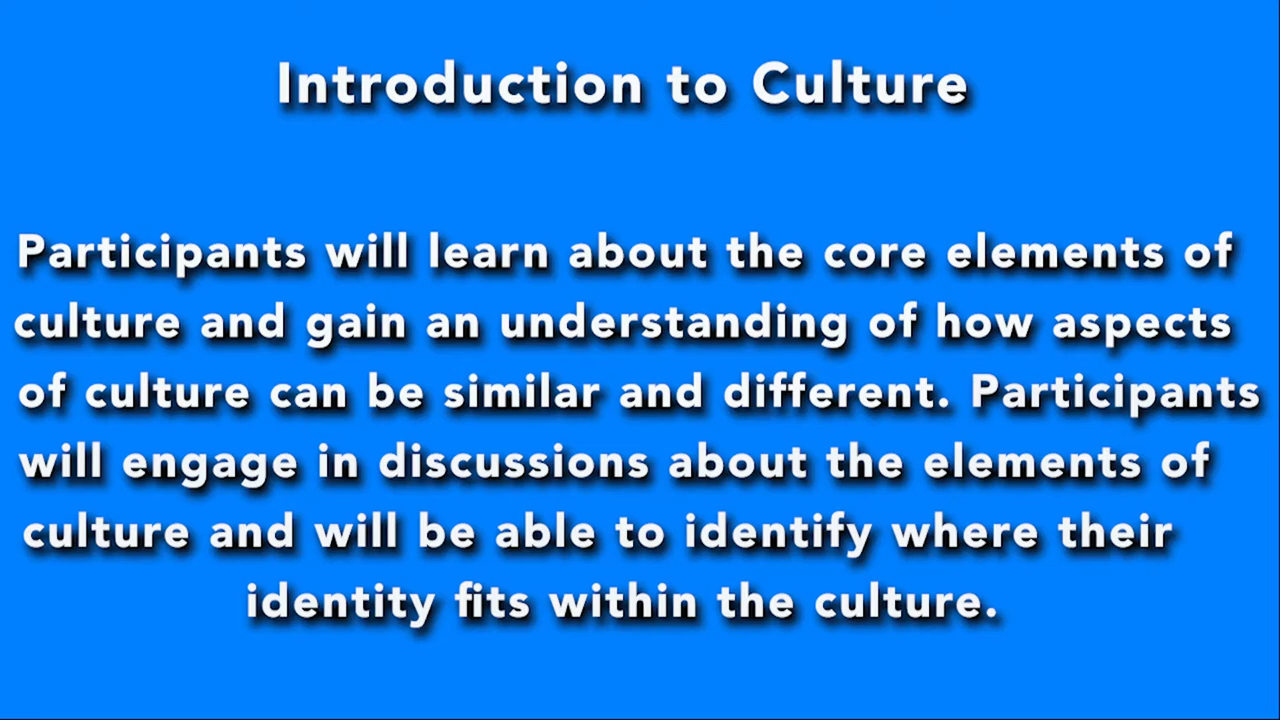 Introduction to Culture
Participants will learn about the core elements of
culture and gain an understanding of how aspects
of culture can be similar and different. Participants
will engage in discussions about the elements of
culture and will be able to identify where their
identity fits within the culture.